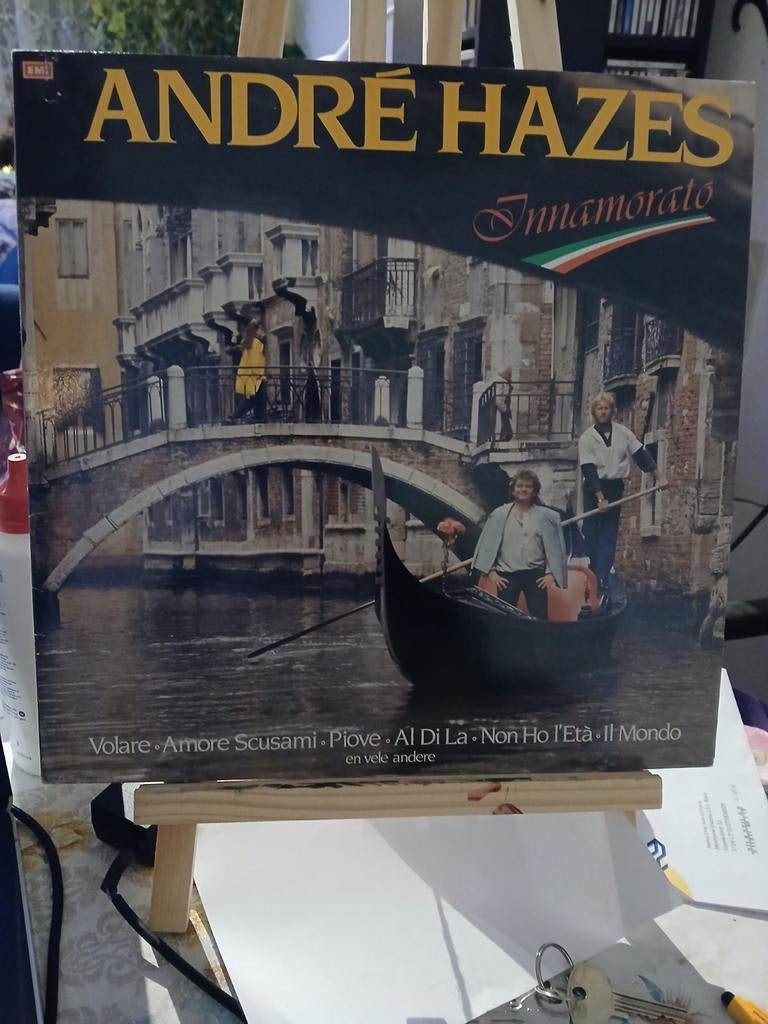 EMI
ANDRÉ HAZES
Innamorato
Volare • Amore Scusami • Piove • Al Di La • Non Ho l'Età • Il Mondo
en vele andere